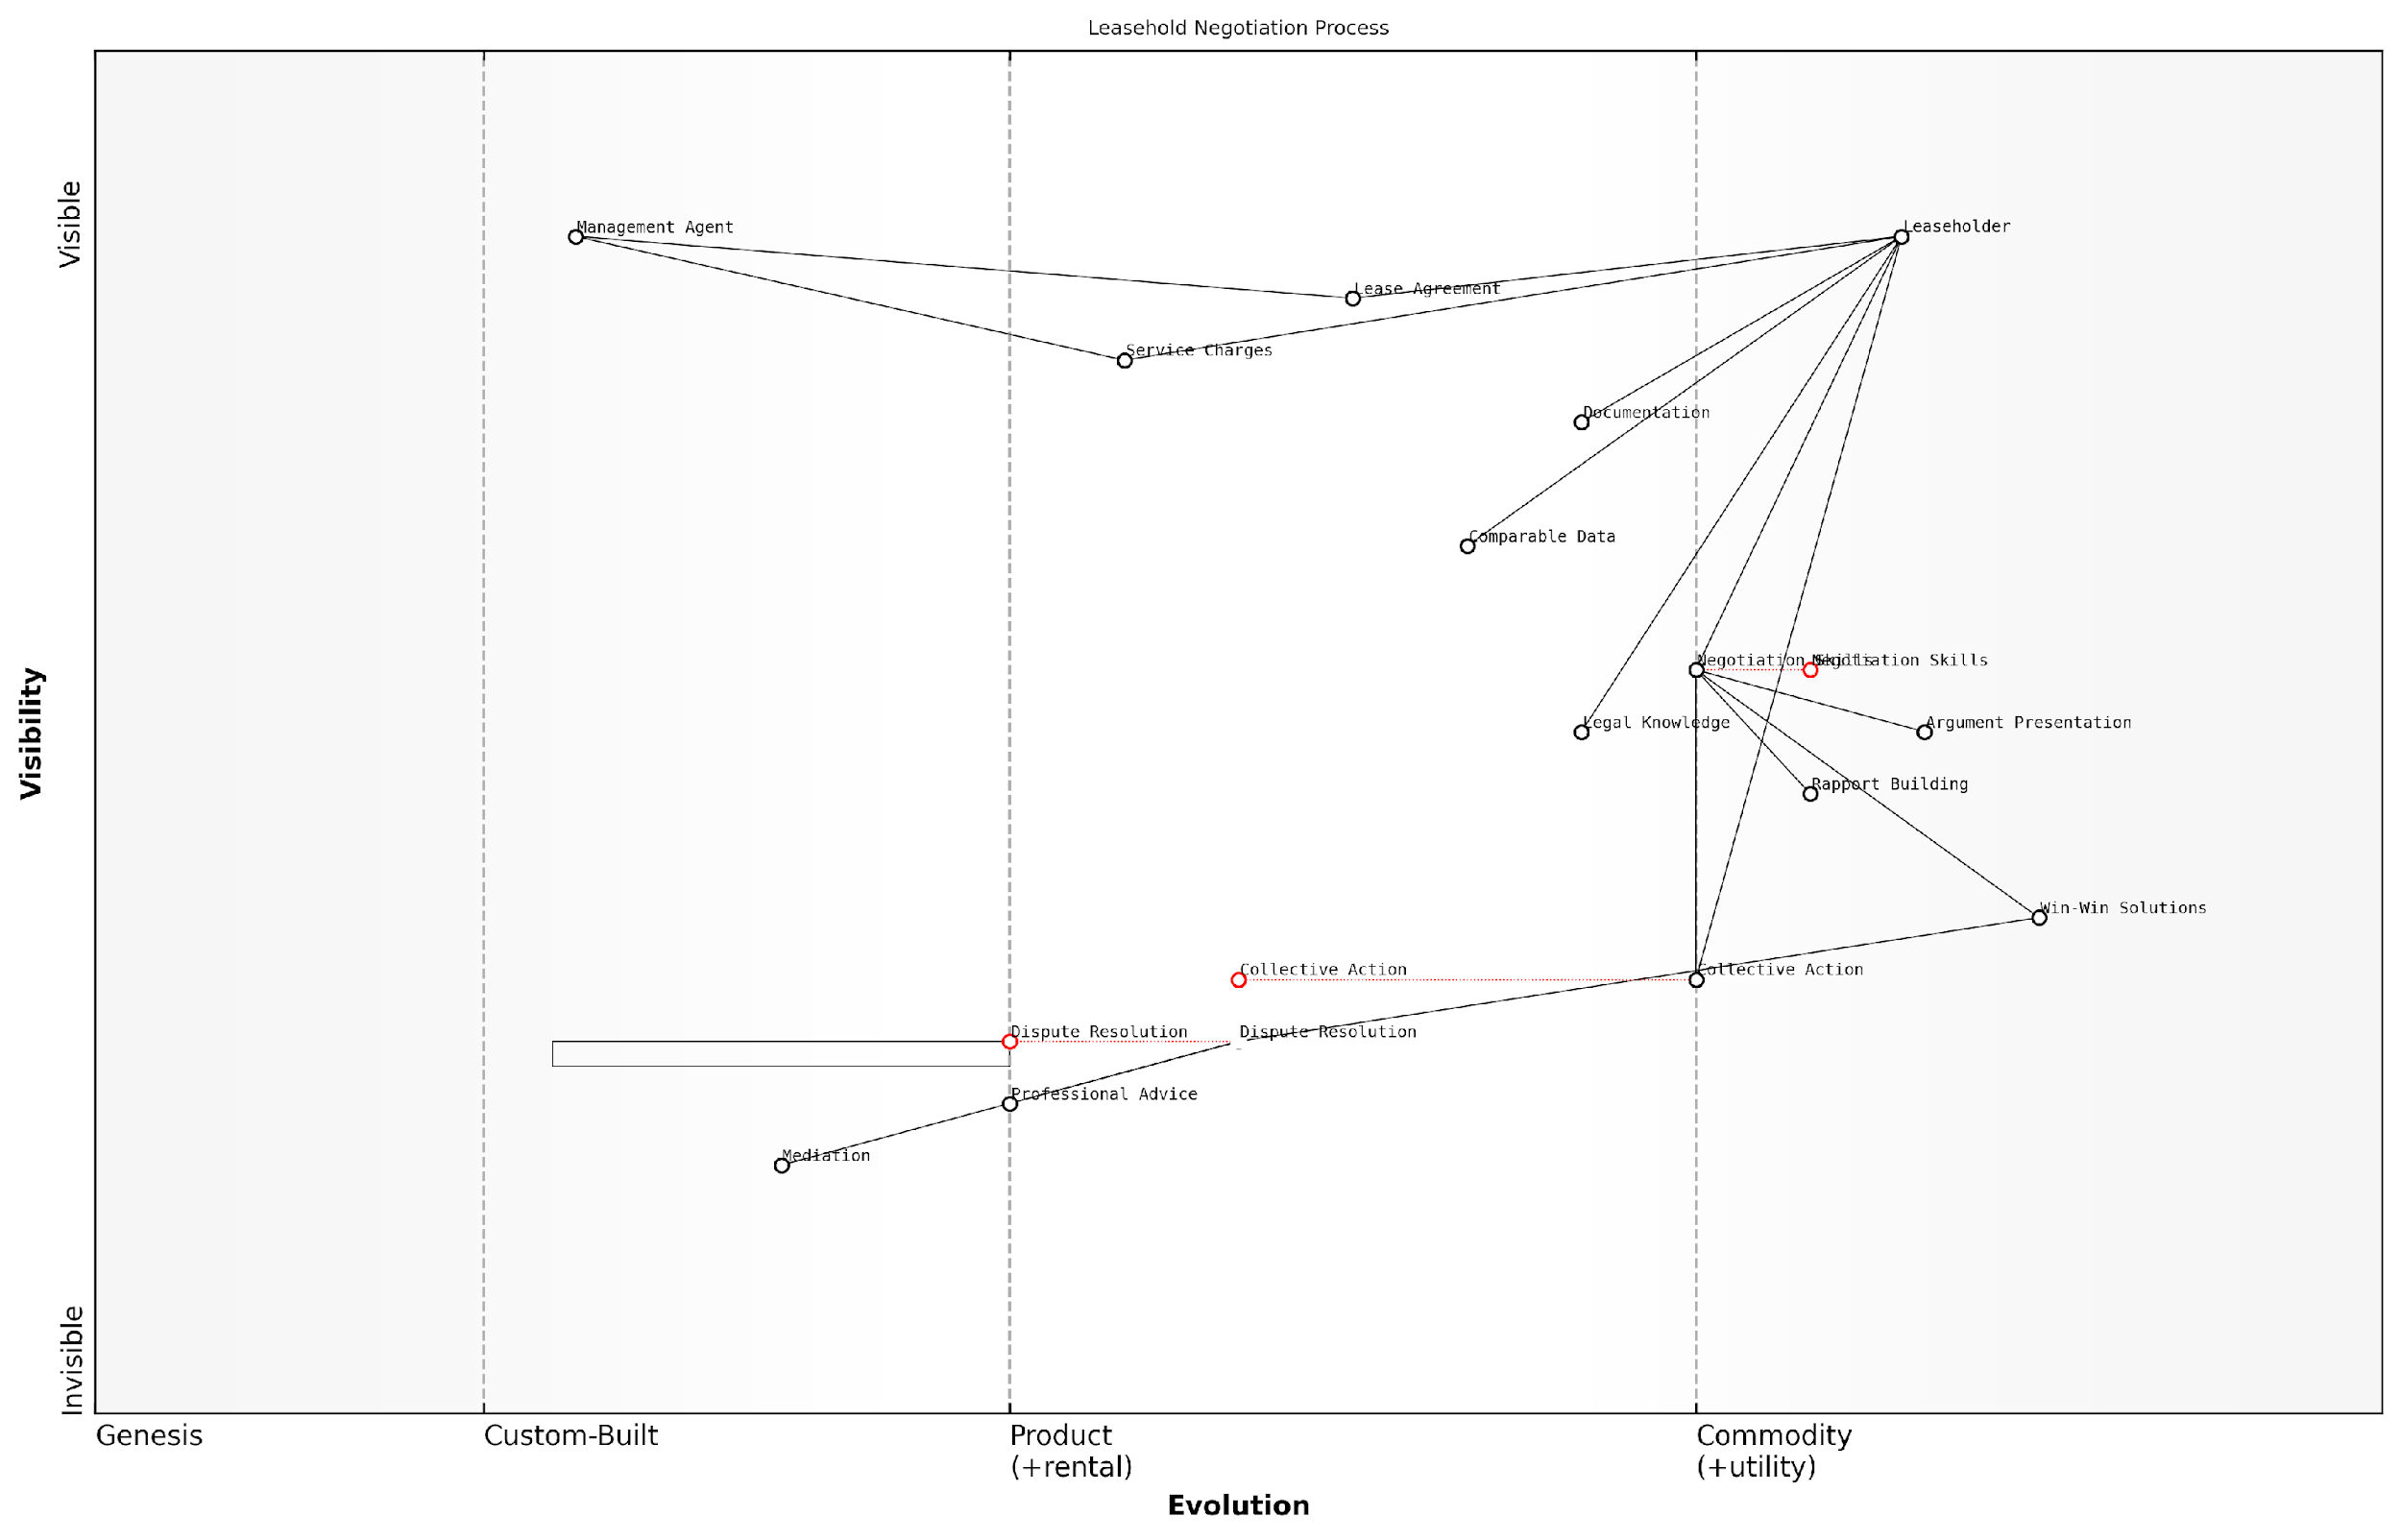 Leasehold Negotiation Process
Visible
Management Agent
Leaseholder
Lease Agreement
Service Charges
Documentation
Comparable Data
Negotiation Skills
Negotiation Skills
Visibility
Legal Knowledge
Argument Presentation
Rapport Building
Win-Win Solutions
Collective Action
Collective Action
Dispute Resolution
Dispute Resolution
Professional Advice
Mediation
Invisible
Genesis
Custom-Built
Product
(+rental)
Commodity
(+utility)
Evolution